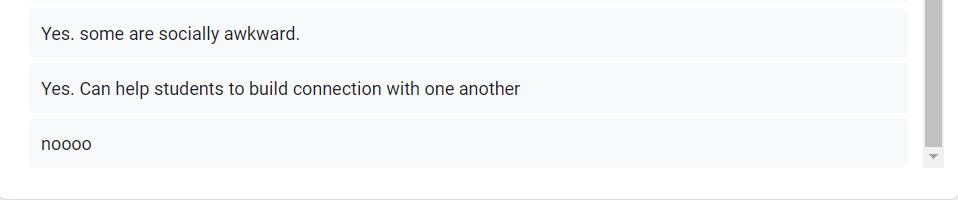 Yes. some are socially awkward.
Yes. Can help students to build connection with one another
noooo